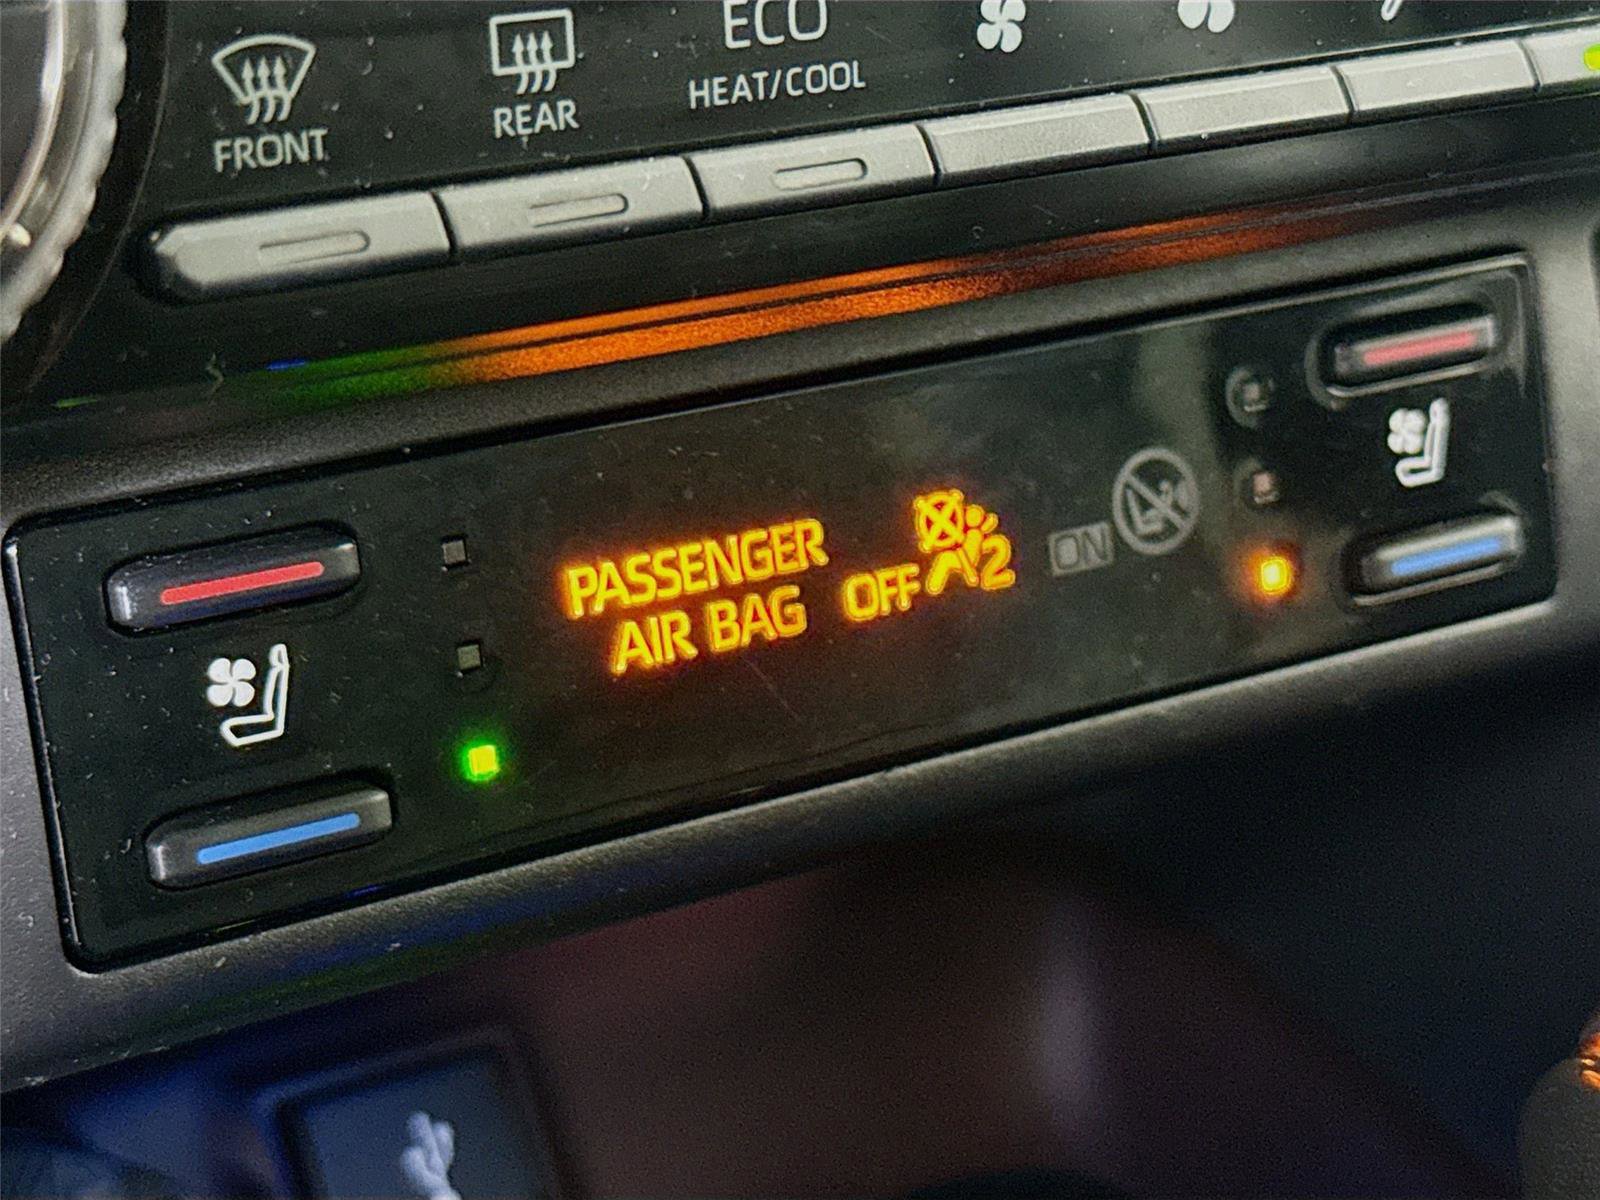 FRONT
REAR
ECO
HEAT/COOL
PASSENGER
AIR BAG
OFF
2
ON